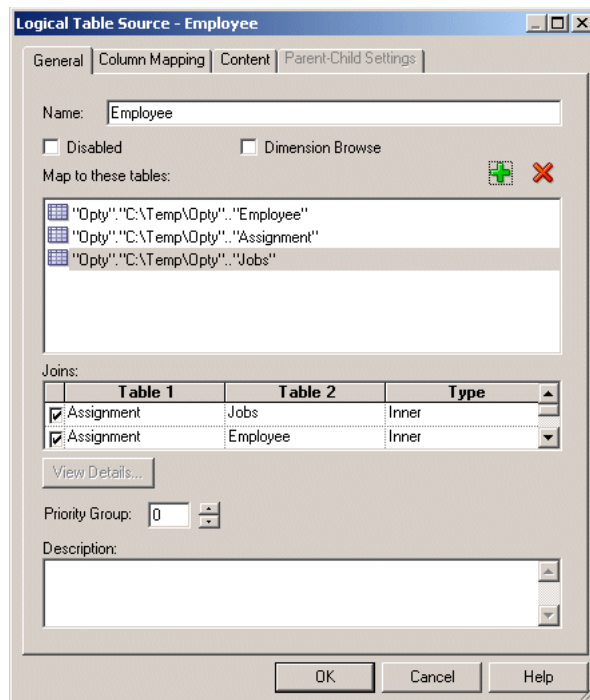 Logical Table Source - Employee
General Column Mapping Content Parent-Child Settings
Name: Employee
Disabled Dimension Browse
Map to these tables:
"Opty"."C:\Temp\Opty".."Employee"
"Opty"."C:\Temp\Opty".."Assignment"
"Opty"."C:\Temp\Opty".."Jobs"
Joins:
Table 1 Table 2 Type
Assignment Jobs Inner
Assignment Employee Inner
View Details...
Priority Group: 0
Description:
OK Cancel Help